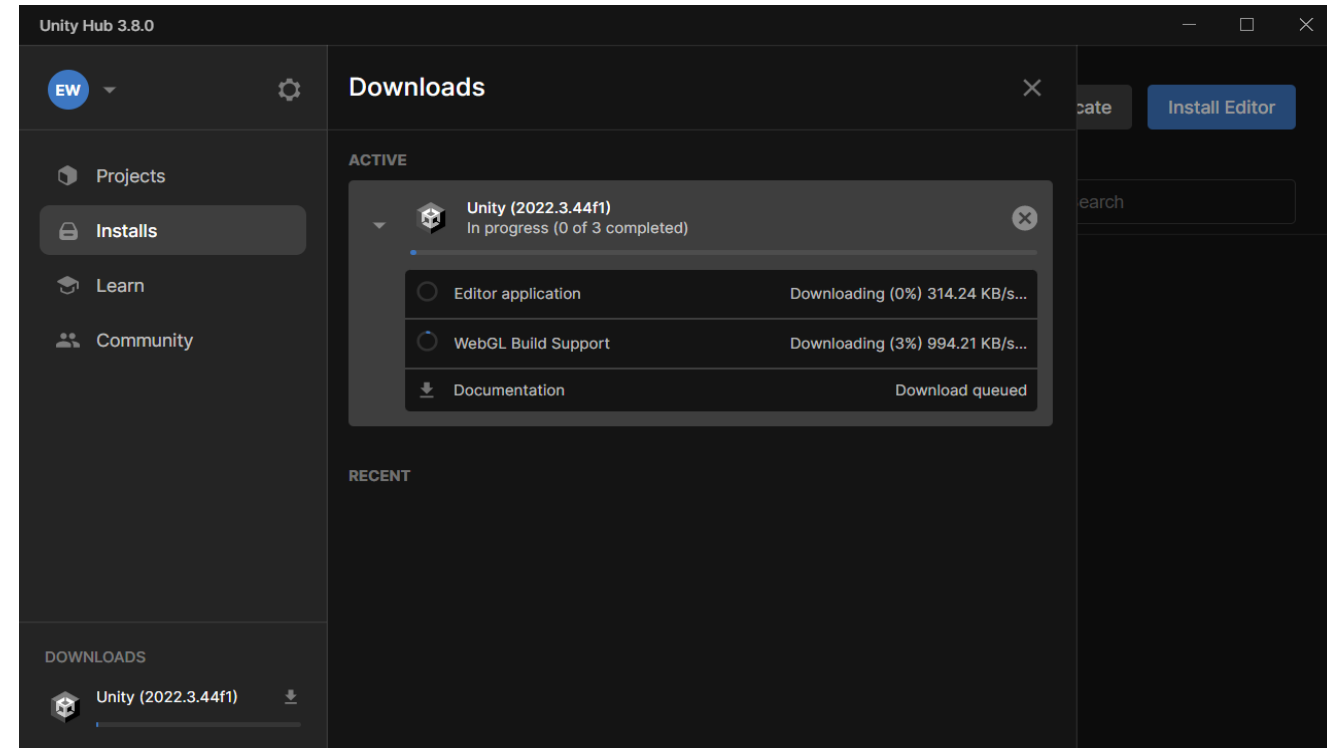 Unity Hub 3.8.0
EW
Downloads
Install Editor
Projects
Installs
Learn
Community
ACTIVE
Unity (2022.3.44f1)
In progress (0 of 3 completed)
Editor application
Downloading (0%) 314.24 KB/s...
WebGL Build Support
Downloading (3%) 994.21 KB/s...
Documentation
Download queued
RECENT
DOWNLOADS
Unity (2022.3.44f1)